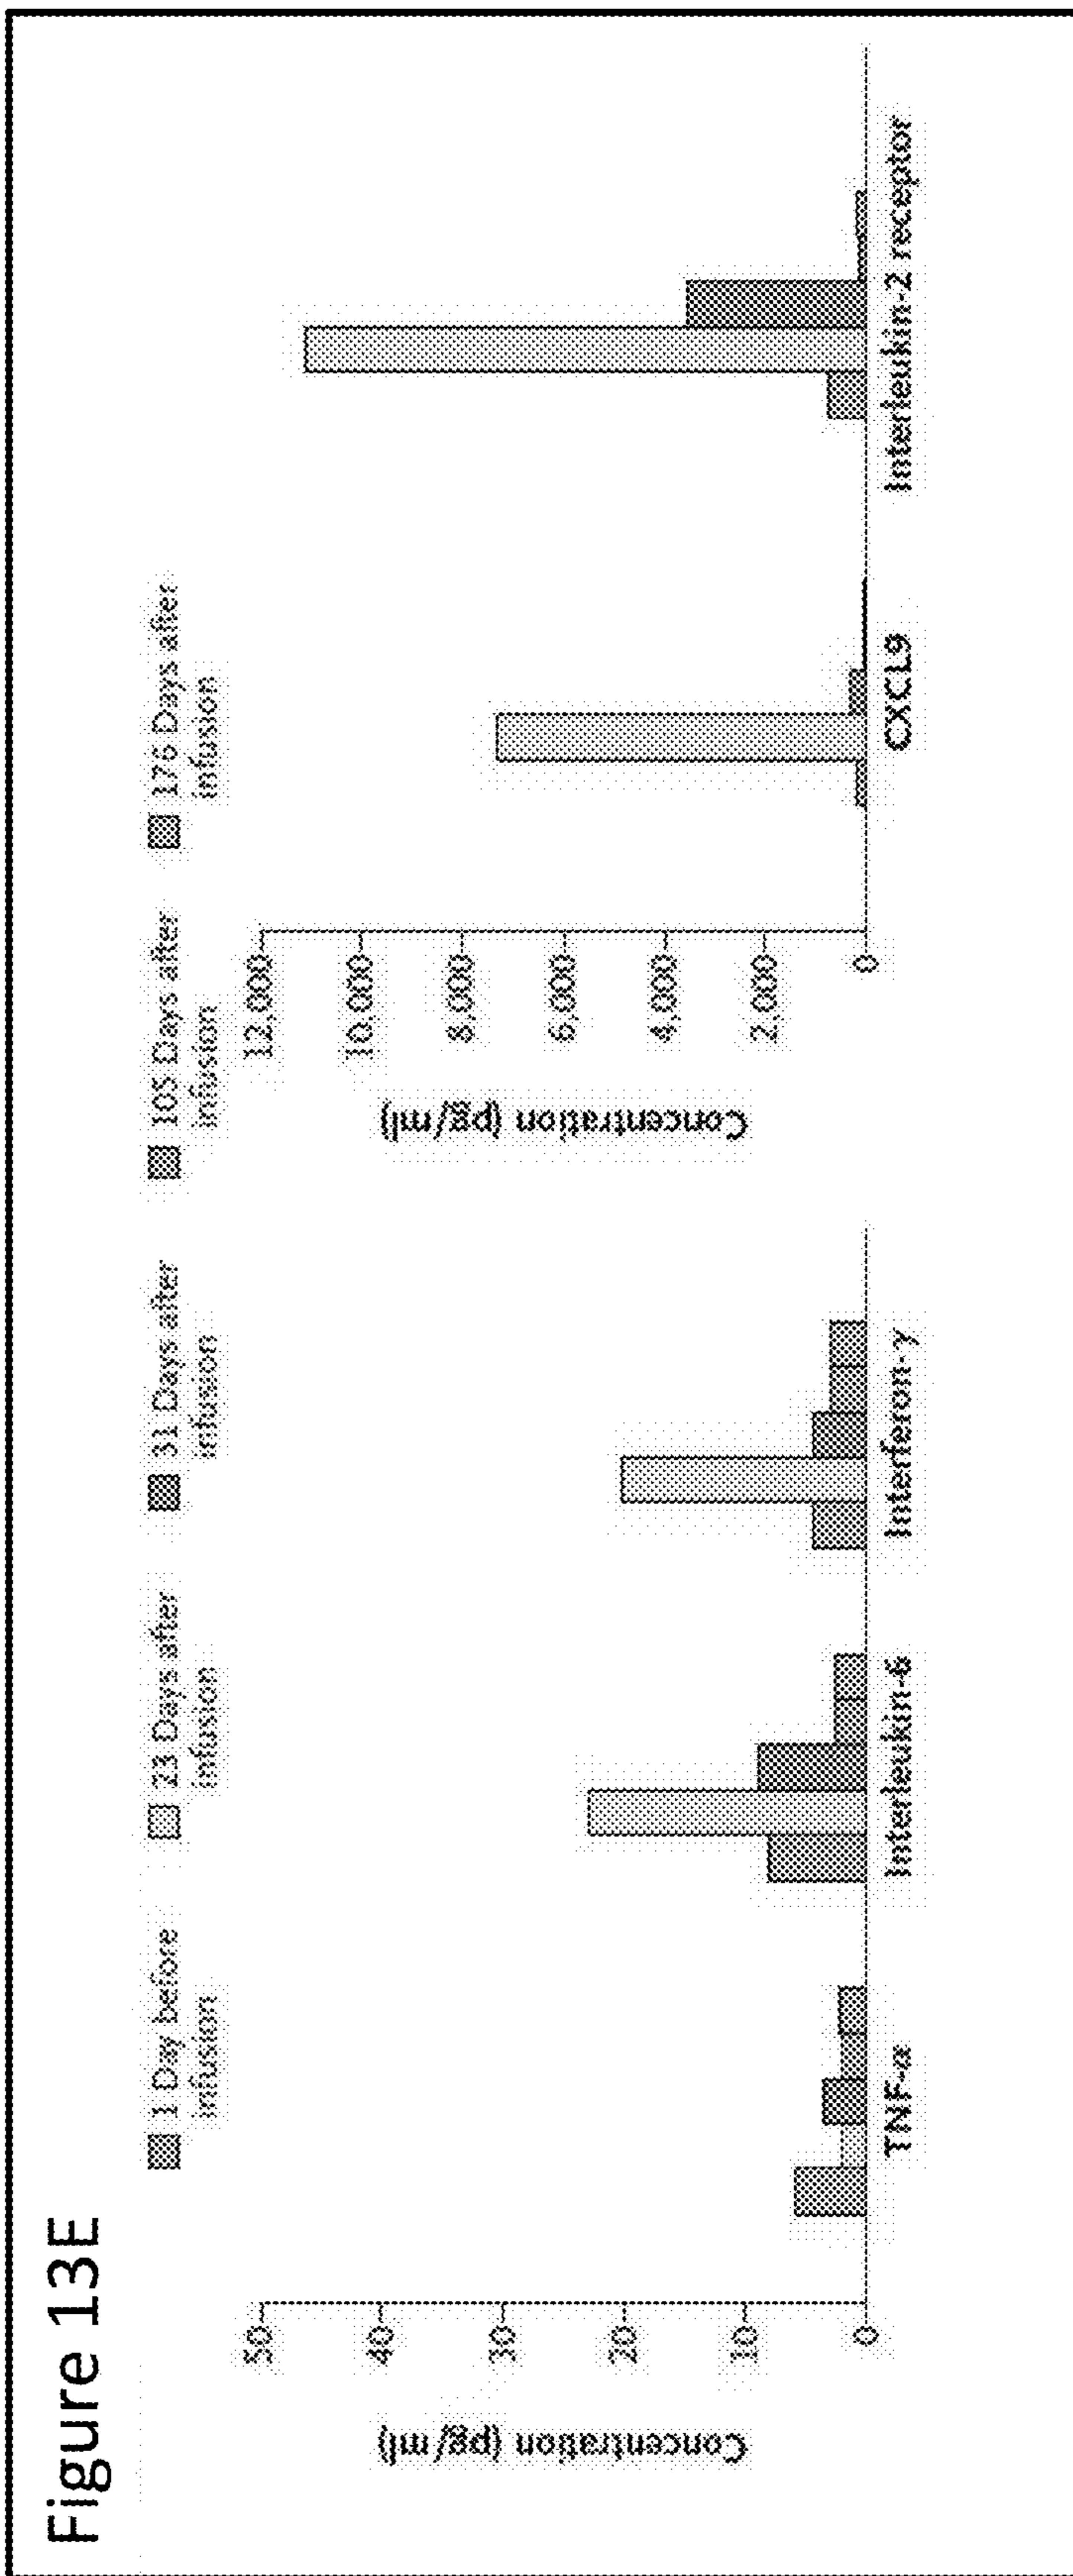 Figure 13E
1 Day before
infusion
23 Days after
infusion
31 Days after
infusion
105 Days after
infusion
176 Days after
infusion
Concentration (pg/ml)
50
40
30
20
10
0
TNF-α
Interleukin-6
Interferon-γ
Concentration (pg/ml)
12,000
10,000
8,000
6,000
4,000
2,000
0
CXCL9
Interleukin-2 receptor